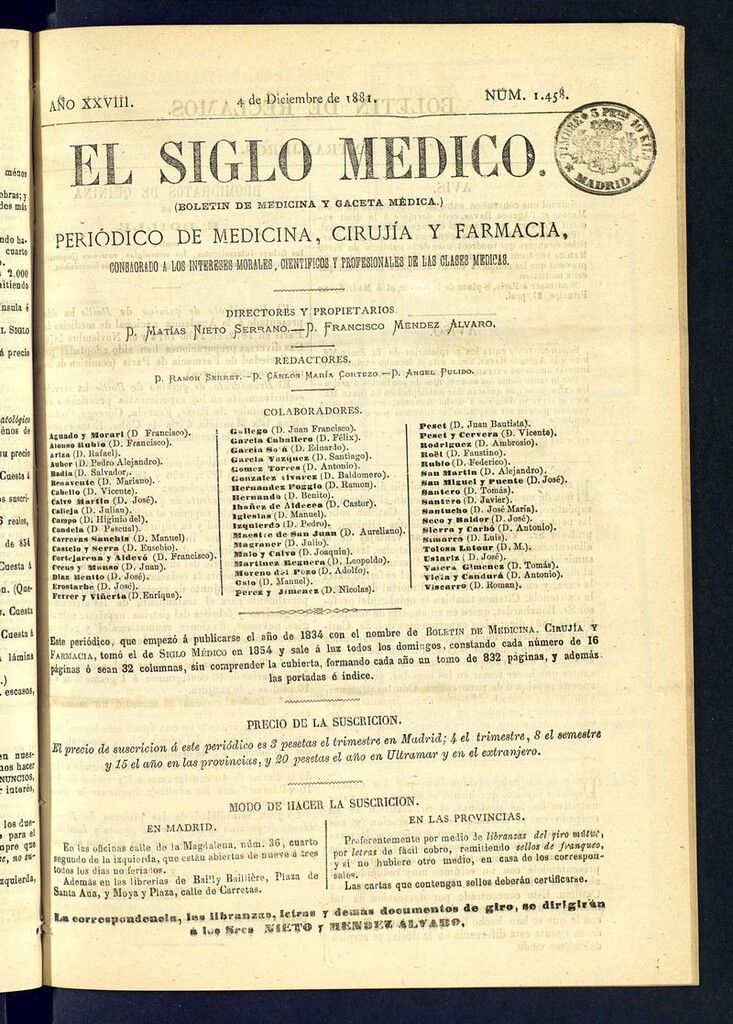 AÑO XXVIII. 4 de Diciembre de 1881. NÚM. 1.458.
TIMBRE 3 PTAS 10 KILS
MADRID
EL SIGLO MEDICO.
(BOLETIN DE MEDICINA Y GACETA MÉDICA.)
PERIÓDICO DE MEDICINA, CIRUJÍA Y FARMACIA,
CONSAGRADO A LOS INTERESES MORALES, CIENTIFICOS Y PROFESIONALES DE LAS CLASES MEDICAS.
DIRECTORES Y PROPIETARIOS
D. MATÍAS NIETO SERRANO.—D. FRANCISCO MENDEZ ALVARO.
REDACTORES.
D. RAMON SERRET.—D. CÁRLOS MARÍA CORTEZO—D. ANGEL PULIDO.
COLABORADORES.
Aguado y Morari (D Francisco).
Alonso Rubio (D. Francisco).
Ariza (D. Rafael).
Auber (D. Pedro Alejandro).
Badía (D. Salvador).
Benavente (D. Mariano).
Cabello (D. Vicente).
Calvo Martin (D. José).
Calleja (D. Julian).
Campo (D. Higinio del).
Candela (D. Pascual).
Carreras Sanchis (D. Manuel
Castelo y Serra (D. Eusebio).
Cortejarena y Aldevó (D. Francisco).
Creus y Manso (D. Juan).
Diaz Benito (D. José).
Erostarbe (D. José).
Ferrer y Viñerta (D. Enrique).
Gallego (D. Juan Francisco).
García Caballero (D. Félix).
García Solá (D. Eduardo).
García Vazquez (D. Santiago).
Gomez Torres (D. Antonio).
Gonzalez Alvarez (D. Baldomero).
Hernandez Poggio (D. Ramon).
Hernando (D. Benito).
Ibañez de Aldecoa (D. Castor).
Iglesias (D. Manuel).
Izquierdo (D. Pedro).
Maestre de San Juan (D. Aureliano).
Magraner (D. Julio).
Malo y Calvo (D. Joaquin).
Martinez Reguera (D. Leopoldo).
Moreno del Pozo (D. Adolfo).
Osío (D. Manuel).
Perez y Jimenez (D. Nicolas).
Peset (D. Juan Bautista).
Peset y Cervera (D. Vicente).
Rodriguez (D. Ambrosio).
Roël (D. Faustino).
Rubio (D. Federico).
San Martin (D. Alejandro).
San Miguel y Puente (D. José).
Santero (D. Tomás).
Santero (D. Javier).
Santucho (D. José María).
Seco y Baldor (D. José).
Sierra y Carbó (D. Antonio).
Simarro (D. Luis).
Tolosa Latour (D. M.).
Ustariz (D. José).
Valera Gimenez (D. Tomás).
Vieta y Candurá (D. Antonio).
Viscarro (D. Roman).
Este periódico, que empezó á publicarse el año de 1834 con el nombre de BOLETIN DE MEDICINA, CIRUJÍA Y
FARMACIA, tomó el de SIGLO MÉDICO en 1854 y sale á luz todos los domingos, constando cada número de 16
páginas ó sean 32 columnas, sin comprender la cubierta, formando cada año un tomo de 832 páginas, y además
las portadas é índice.
PRECIO DE LA SUSCRICION.
El precio de suscricion á este periódico es 3 pesetas el trimestre en Madrid; 4 el trimestre, 8 el semestre
y 15 el año en las provincias, y 20 pesetas el año en Ultramar y en el extranjero.
MODO DE HACER LA SUSCRICION.
EN MADRID.
En las oficinas calle de la Magdalena, núm. 36, cuarto
segundo de la izquierda, que están abiertas de nueve á tres
todos los dias no feriados.
Además en las librerías de Bailly Baillière, Plaza de
Santa Ana, y Moya y Plaza, calle de Carretas.
EN LAS PROVINCIAS.
Preferentemente por medio de libranzas del giro mútuo,
por letras de fácil cobro, remitiendo sellos de franqueo,
y si no hubiere otro medio, en casa de los correspon-
sales.
Las cartas que contengan sellos deberán certificarse.
La correspondencia, las libranzas, letras y demás documentos de giro, se dirigirán
á los Sres NIETO y MENDEZ ALVARO.